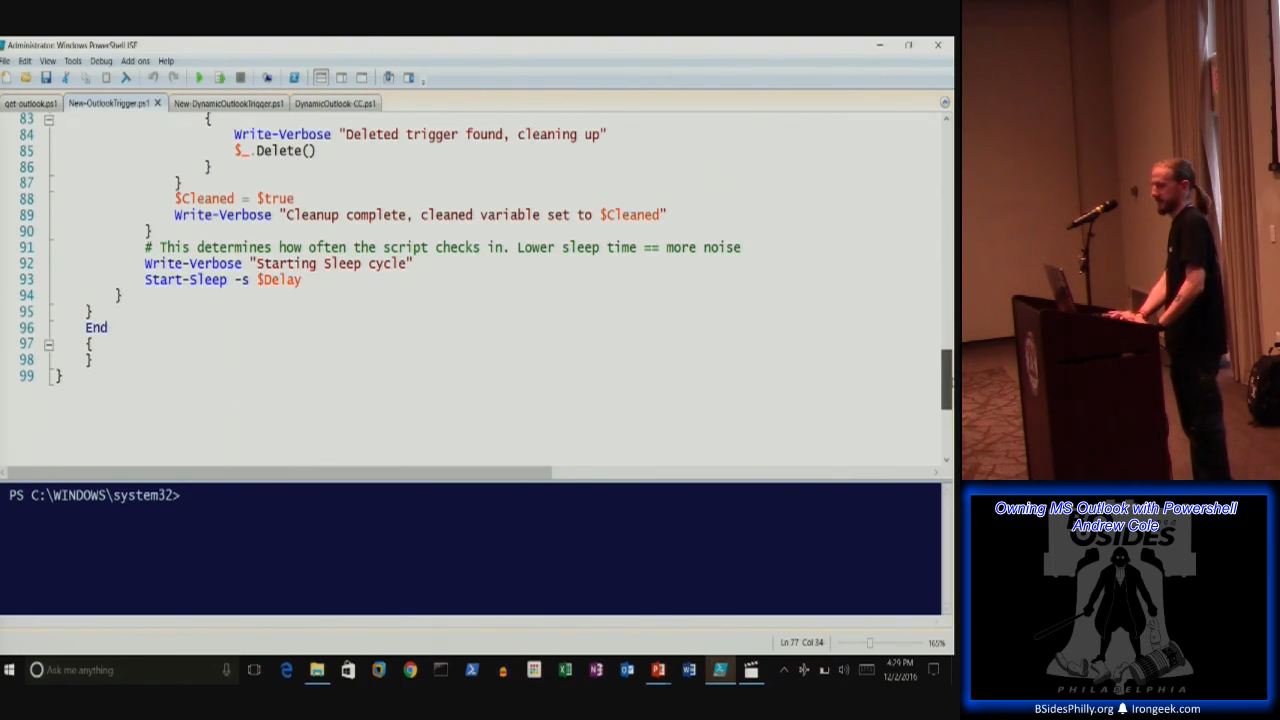 Administrator: Windows PowerShell ISE
File Edit View Tools Debug Add-ons Help
get-outlook.ps1 New-OutlookTrigger.ps1 New-DynamicOutlookTrigger.ps1 DynamicOutlook-CC.ps1
83 {
84 Write-Verbose "Deleted trigger found, cleaning up"
85 $_.Delete()
86 }
87 }
88 $Cleaned = $true
89 Write-Verbose "Cleanup complete, cleaned variable set to $Cleaned"
90 }
91 # This determines how often the script checks in. Lower sleep time == more noise
92 Write-Verbose "Starting Sleep cycle"
93 Start-Sleep -s $Delay
94 }
95 }
96 End
97 {
98 }
99 }
PS C:\WINDOWS\system32>
Ln 77 Col 34 165%
Ask me anything
4:29 PM
12/2/2016
Owning MS Outlook with Powershell
Andrew Cole
BSIDES
PHILADELPHIA
BSidesPhilly.org Irongeek.com